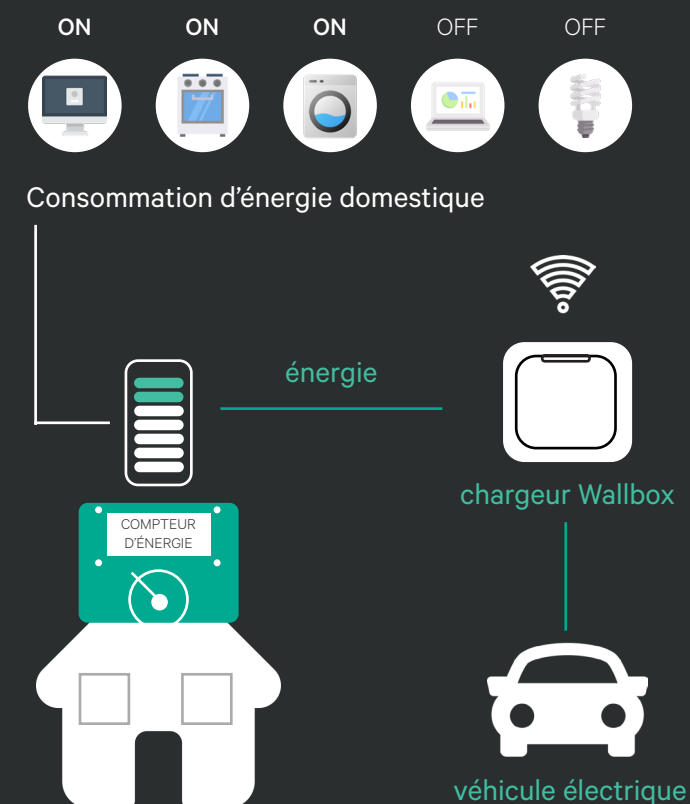 ON ON ON OFF OFF
Consommation d’énergie domestique
énergie
chargeur Wallbox
COMPTEUR
D’ÉNERGIE
véhicule électrique